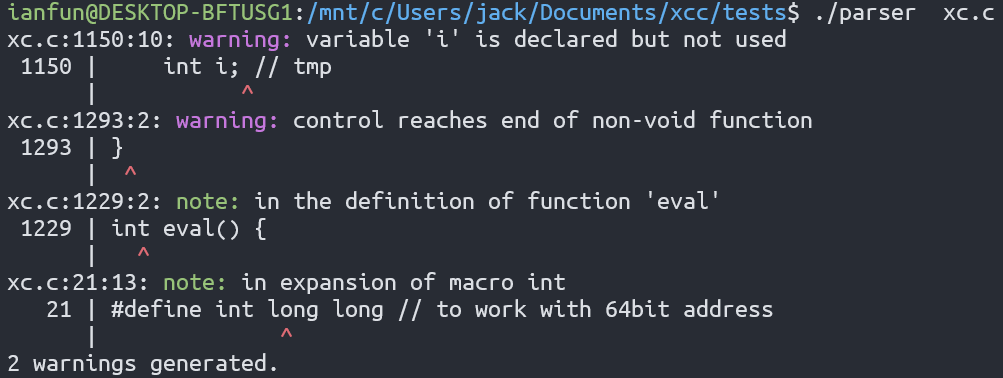 ianfun@DESKTOP-BFTUSG1:/mnt/c/Users/jack/Documents/xcc/tests$ ./parser  xc.c
xc.c:1150:10: warning: variable 'i' is declared but not used
 1150 |     int i; // tmp
      |           ^
xc.c:1293:2: warning: control reaches end of non-void function
 1293 | }
      |  ^
xc.c:1229:2: note: in the definition of function 'eval'
 1229 | int eval() {
      |   ^
xc.c:21:13: note: in expansion of macro int
   21 | #define int long long // to work with 64bit address
      |              ^
2 warnings generated.